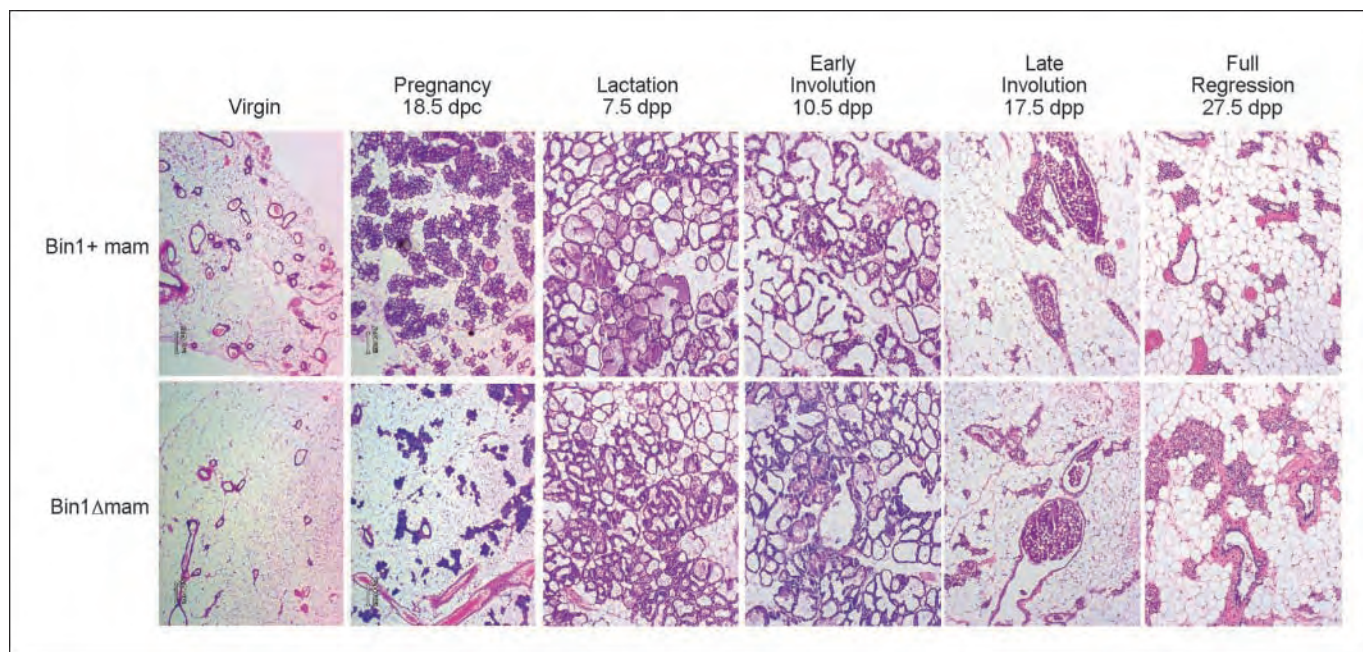 Virgin
Pregnancy
18.5 dpc
Lactation
7.5 dpp
Early
Involution
10.5 dpp
Late
Involution
17.5 dpp
Full
Regression
27.5 dpp
Bin1+ mam
Bin1Δmam